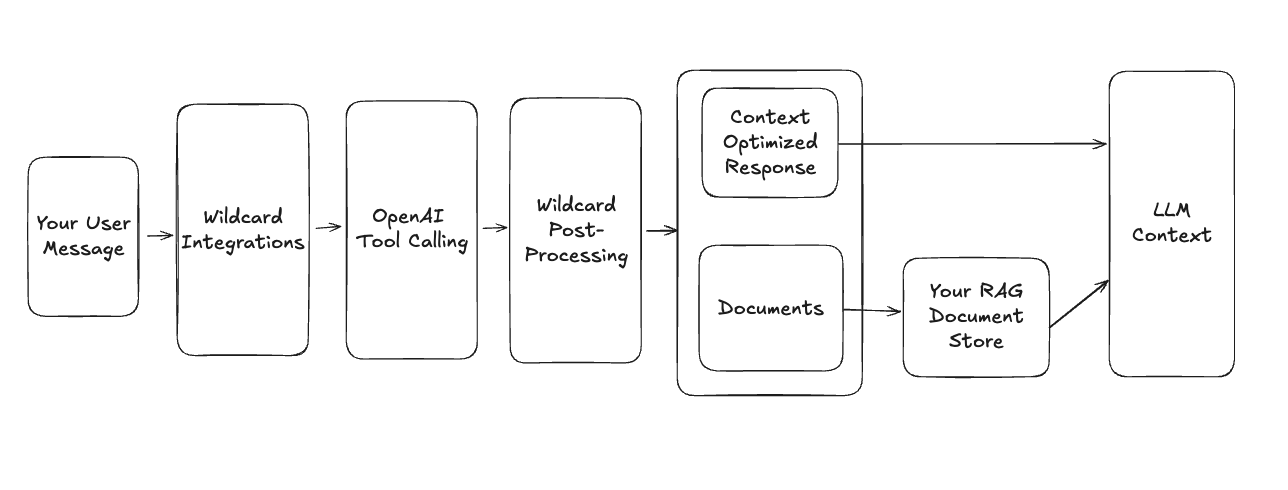 Your User
Message
Wildcard
Integrations
OpenAI
Tool Calling
Wildcard
Post-
Processing
Context
Optimized
Response
Documents
Your RAG
Document
Store
LLM
Context